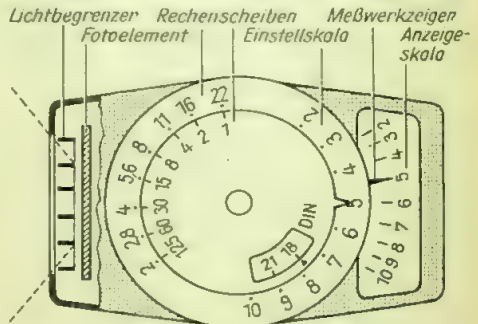 Lichtbegrenzer Rechenscheiben Meßwerkzeigen
Fotoelement Einstellskala Anzeige-
skala
22 16 11 8 5,6 4 2,8 2
1 2 4 8 15 30 60 125
2 3 4 5 6 7 8 9 10
DIN
21 18
2 3 4 5 6 7 8 9 10